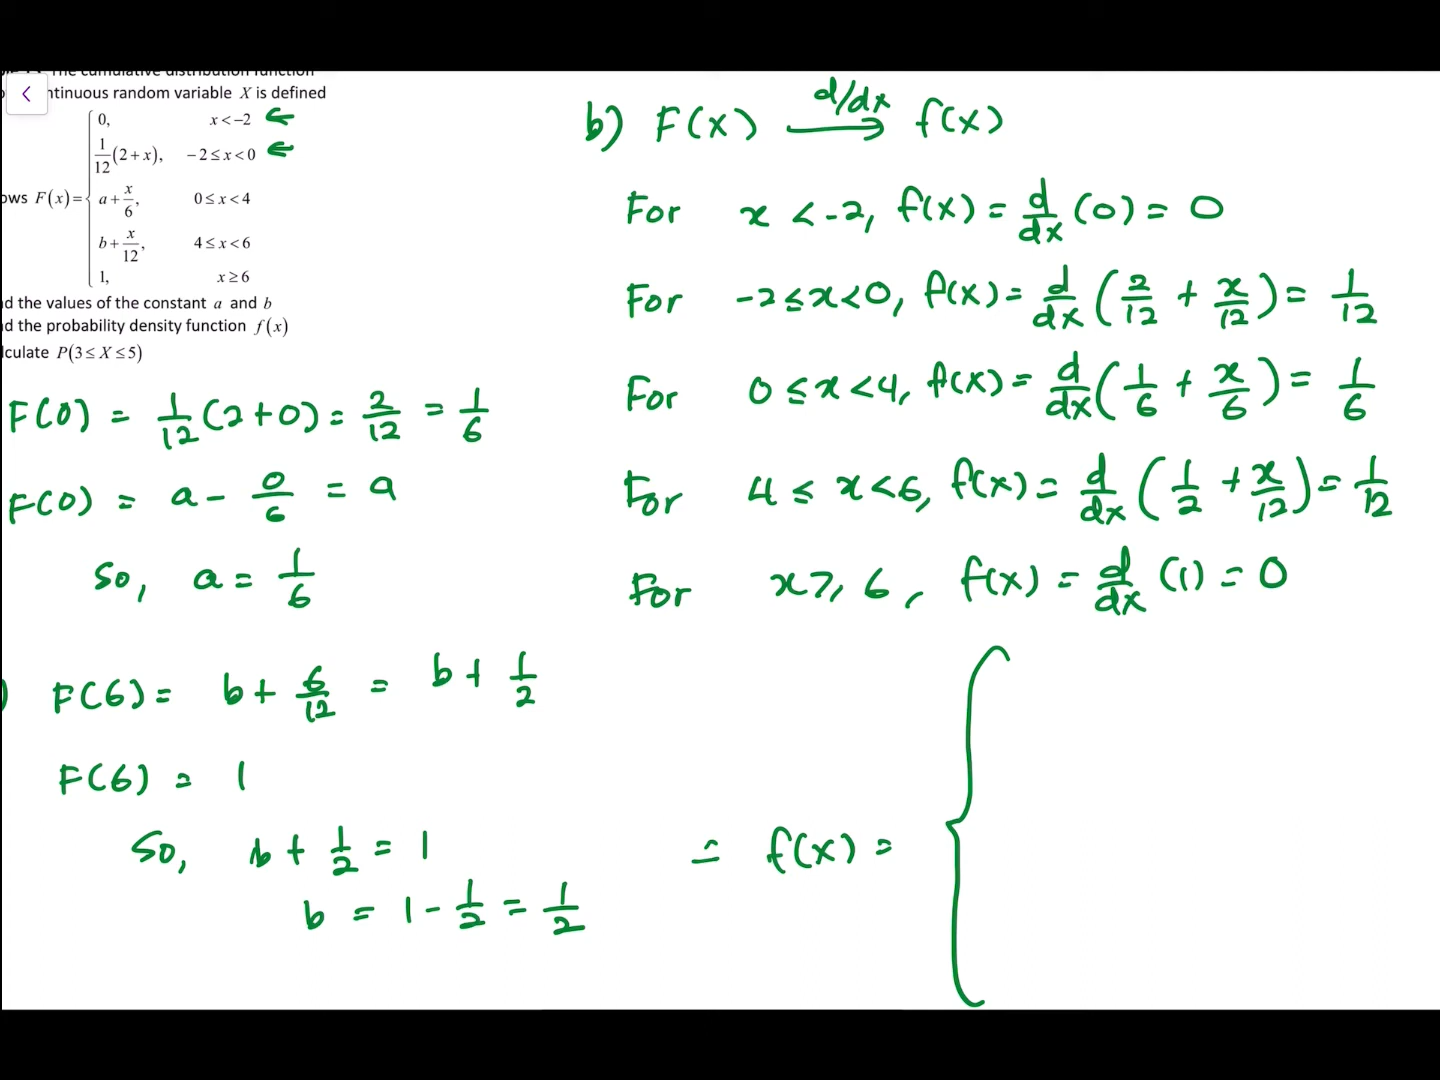 The cumulative distribution function
ntinuous random variable X is defined
ows F(x) = { 0, x < −2
1/12 (2 + x), −2 ≤ x < 0
a + x/6, 0 ≤ x < 4
b + x/12, 4 ≤ x < 6
1, x ≥ 6
d the values of the constant a and b
d the probability density function f(x)
lculate P(3 ≤ X ≤ 5)
F(0) = 1/12 (2+0) = 2/12 = 1/6
F(0) = a − 0/6 = a
So, a = 1/6
) F(6) = b + 6/12 = b + 1/2
F(6) = 1
So, b + 1/2 = 1
b = 1 − 1/2 = 1/2
b) F(x) d/dx → f(x)
For x < −2, f(x) = d/dx (0) = 0
For −2 ≤ x < 0, f(x) = d/dx (2/12 + x/12) = 1/12
For 0 ≤ x < 4, f(x) = d/dx (1/6 + x/6) = 1/6
For 4 ≤ x < 6, f(x) = d/dx (1/2 + x/12) = 1/12
For x ≥ 6, f(x) = d/dx (1) = 0
f(x) = {